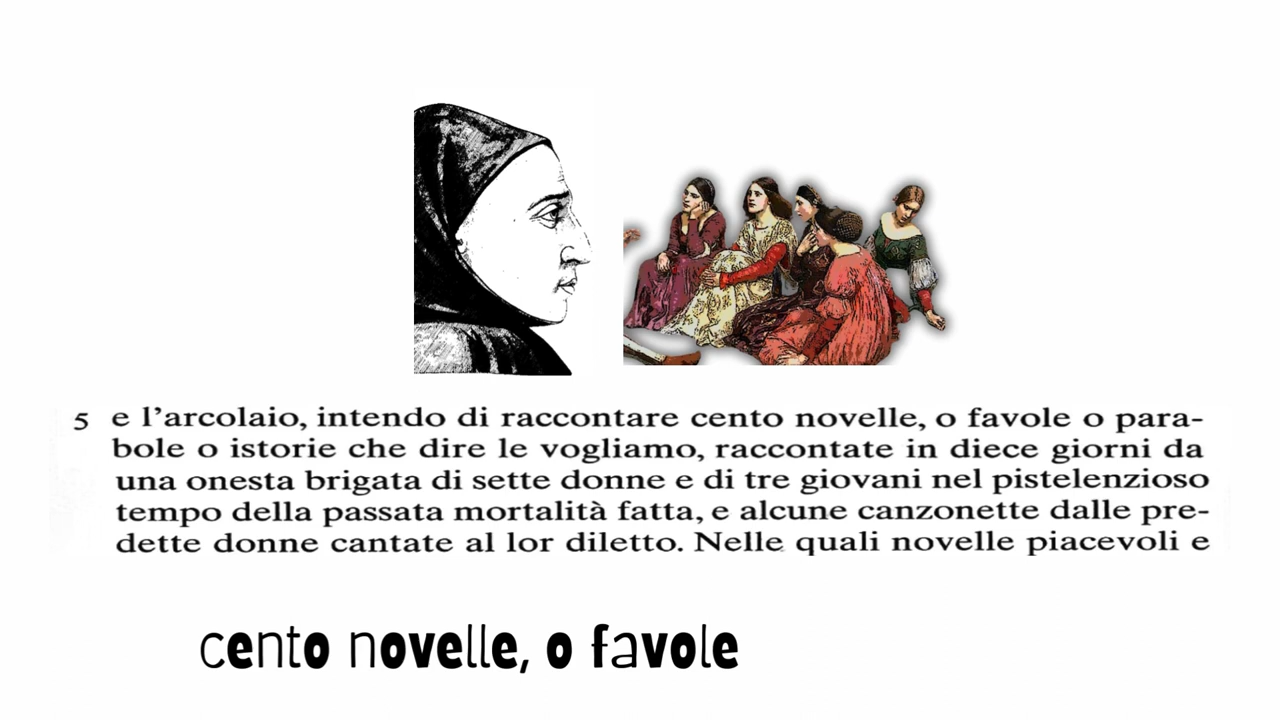 5 e l'arcolaio, intendo di raccontare cento novelle, o favole o para-
bole o istorie che dire le vogliamo, raccontate in diece giorni da
una onesta brigata di sette donne e di tre giovani nel pistelenzioso
tempo della passata mortalità fatta, e alcune canzonette dalle pre-
dette donne cantate al lor diletto. Nelle quali novelle piacevoli e
cento novelle, o favole